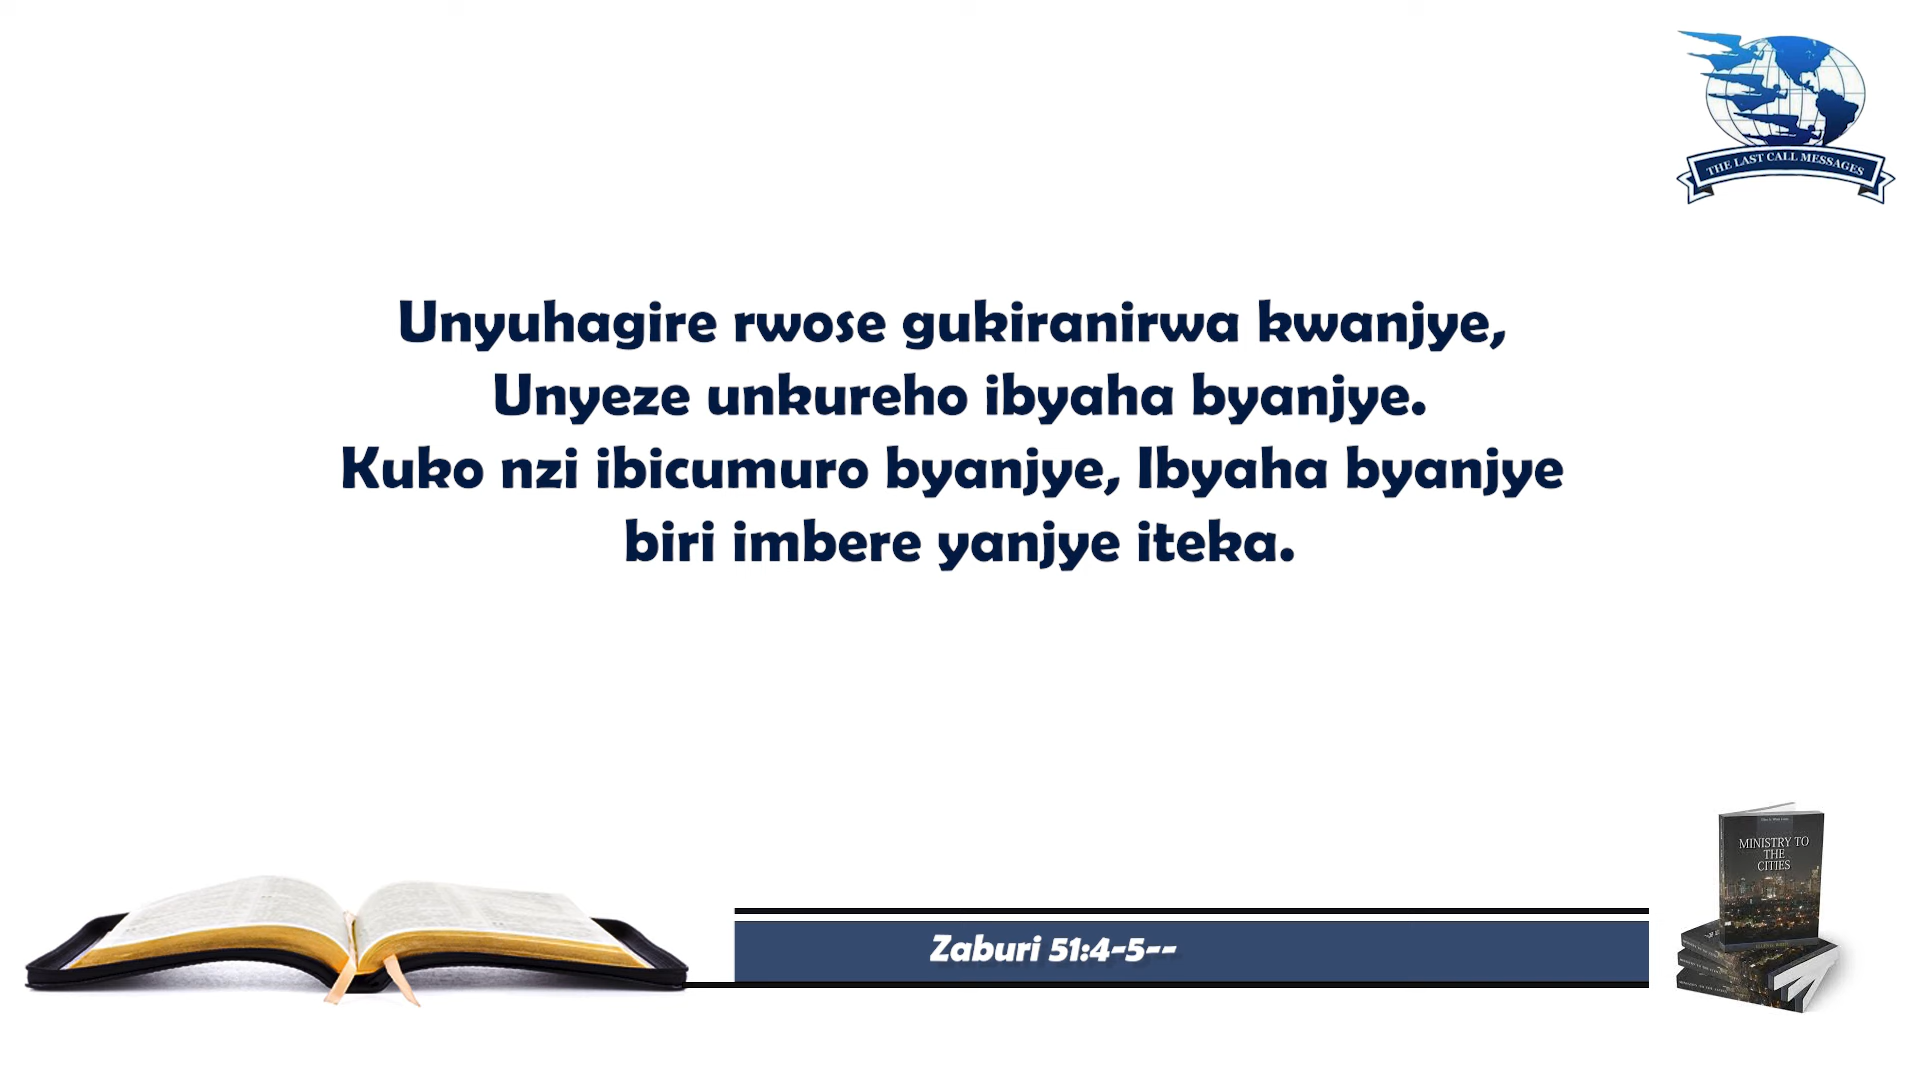 THE LAST CALL MESSAGES
Unyuhagire rwose gukiranirwa kwanjye,
Unyeze unkureho ibyaha byanjye.
Kuko nzi ibicumuro byanjye, Ibyaha byanjye
biri imbere yanjye iteka.
MINISTRY TO
THE
CITIES
Zaburi 51:4-5--